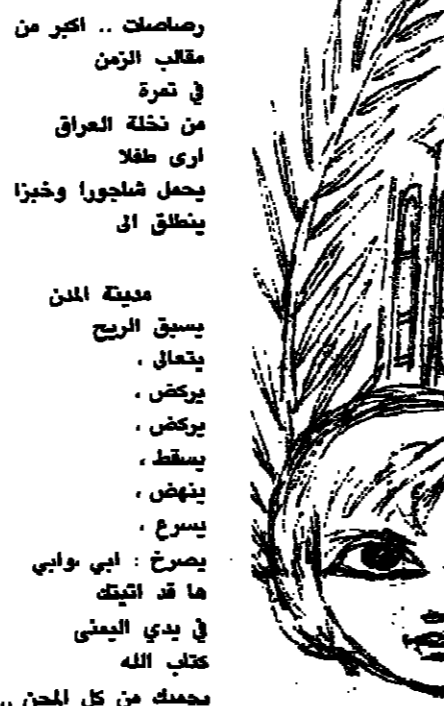 رصاصات .. اكبر من
مقالب الزمن
في تمرة
من نخلة العراق
ارى طفلا
يحمل شاجورا وخبزا
ينطلق الى
مدينة المدن
يسبق الريح
يتعالى ،
يركض ،
يركض ،
يسقط ،
ينهض ،
يسرع ،
يصرخ : ابي ،وابي
ها قد اتيتك
في يدي اليمنى
كتاب الله
يحميك من كل المحن ..